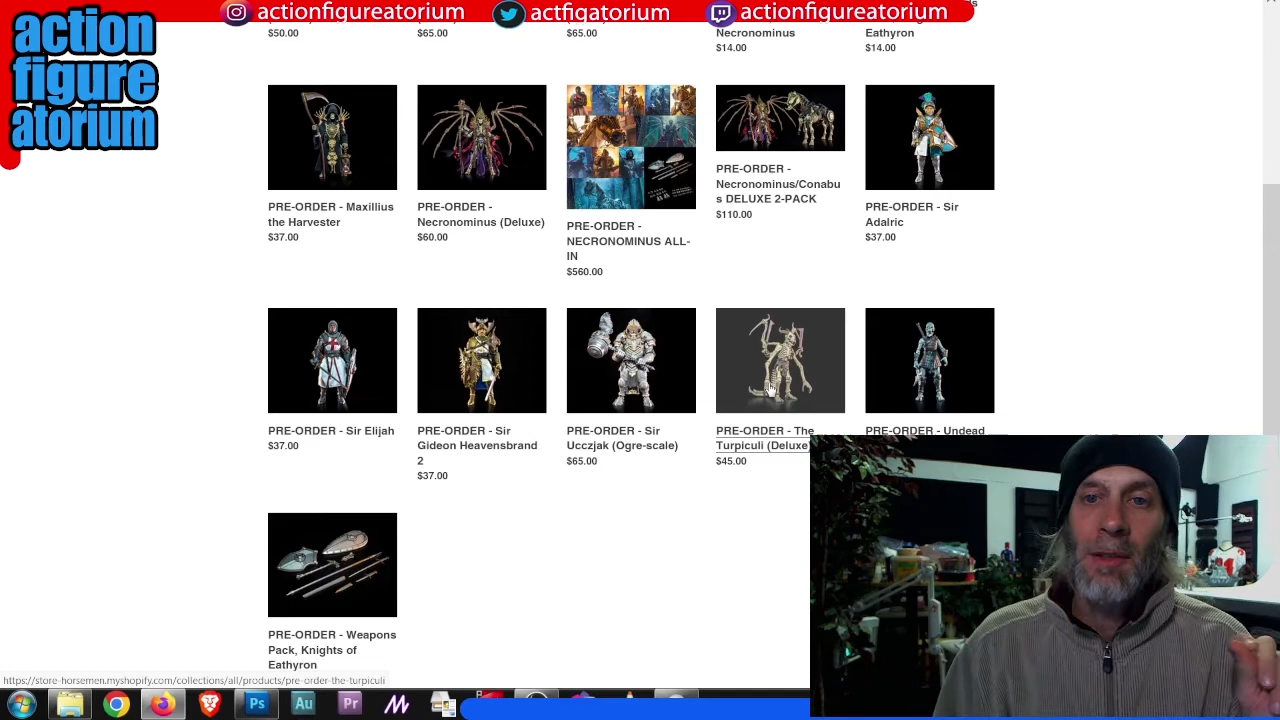 actionfigureatorium
actfigatorium
actionfigureatorium
action
figure
atorium
$50.00
$65.00
$65.00
Necronominus
$14.00
Eathyron
$14.00
PRE-ORDER - Maxillius
the Harvester
$37.00
PRE-ORDER -
Necronominus (Deluxe)
$60.00
PRE-ORDER -
NECRONOMINUS ALL-
IN
$560.00
PRE-ORDER -
Necronominus/Conabu
s DELUXE 2-PACK
$110.00
PRE-ORDER - Sir
Adalric
$37.00
PRE-ORDER - Sir Elijah
$37.00
PRE-ORDER - Sir
Gideon Heavensbrand
2
$37.00
PRE-ORDER - Sir
Ucczjak (Ogre-scale)
$65.00
PRE-ORDER - The
Turpiculi (Deluxe)
$45.00
PRE-ORDER - Undead
PRE-ORDER - Weapons
Pack, Knights of
Eathyron
https://store-horsemen.myshopify.com/collections/all/products/pre-order-the-turpiculi
Ps
Au
Pr